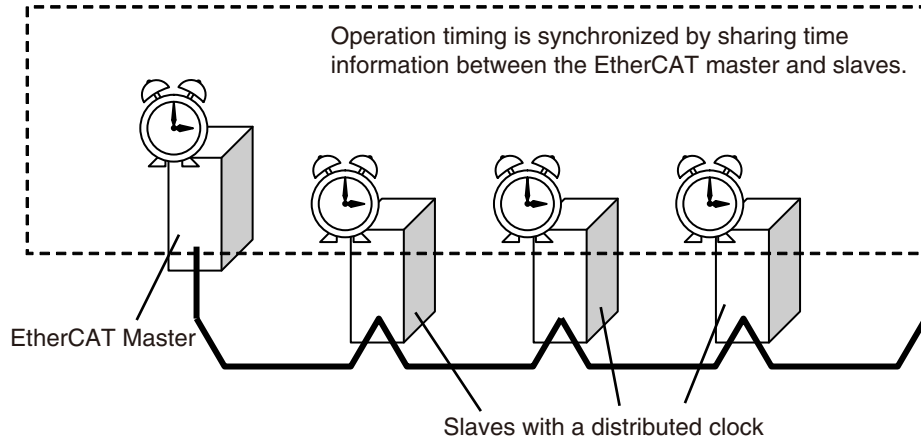 Operation timing is synchronized by sharing time
information between the EtherCAT master and slaves.
EtherCAT Master
Slaves with a distributed clock